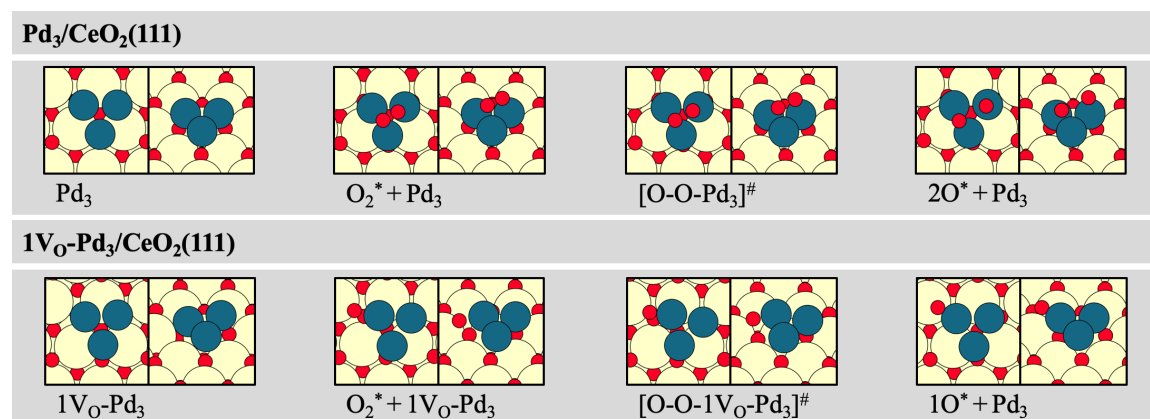 Pd₃/CeO₂(111)
Pd₃
O₂* + Pd₃
[O-O-Pd₃]#
2O* + Pd₃
1Vₒ-Pd₃/CeO₂(111)
1Vₒ-Pd₃
O₂* + 1Vₒ-Pd₃
[O-O-1Vₒ-Pd₃]#
1O* + Pd₃